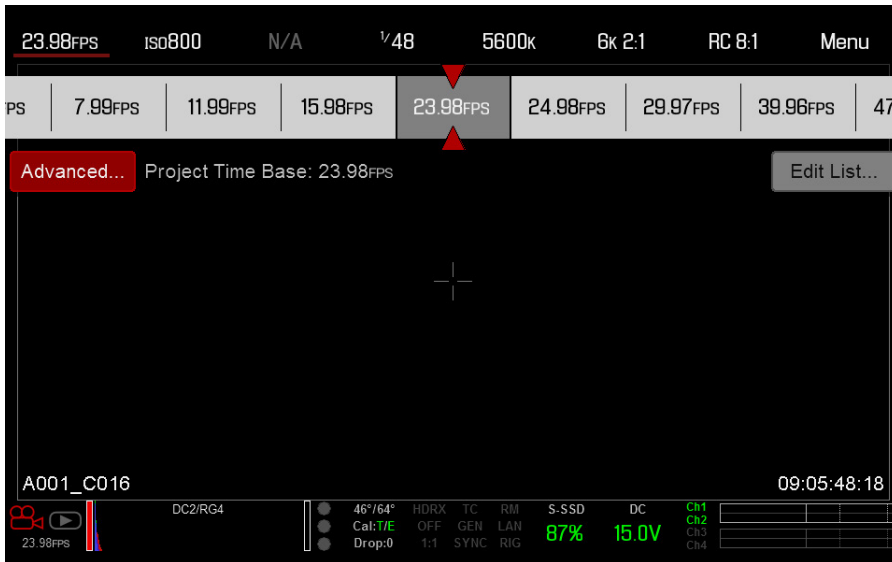 23.98FPS ISO800 N/A 1/48 5600K 6K 2:1 RC 8:1 Menu
PS 7.99FPS 11.99FPS 15.98FPS 23.98FPS 24.98FPS 29.97FPS 39.96FPS 47
Advanced... Project Time Base: 23.98FPS Edit List...
A001_C016 09:05:48:18
DC2/RG4 46°/64° HDRX TC RM S-SSD DC Ch1
Cal:T/E OFF GEN LAN 87% 15.0V Ch2
23.98FPS Drop:0 1:1 SYNC RIG Ch3
Ch4